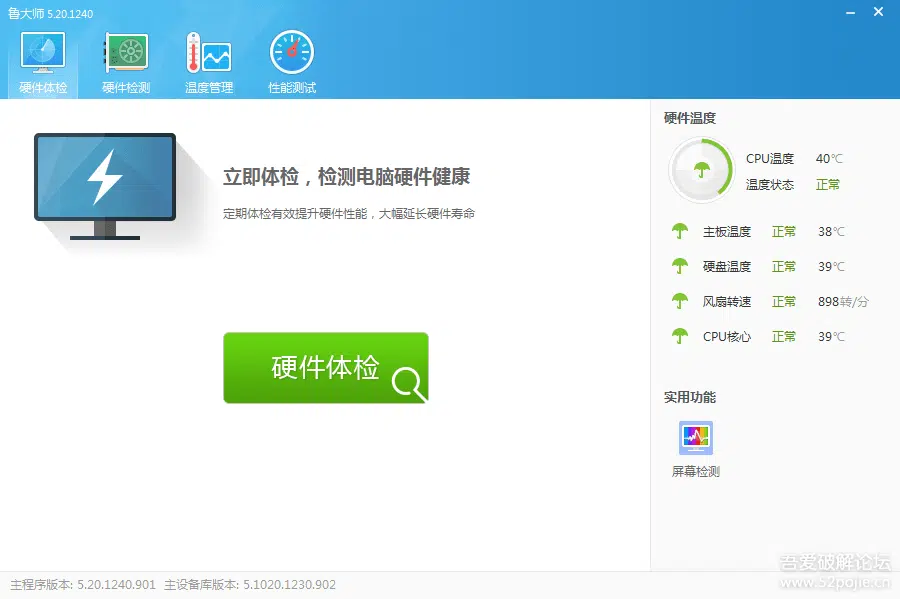 鲁大师 5.20.1240
硬件体检 硬件检测 温度管理 性能测试
立即体检，检测电脑硬件健康
定期体检有效提升硬件性能，大幅延长硬件寿命
硬件体检
硬件温度
CPU温度 40℃
温度状态 正常
主板温度 正常 38℃
硬盘温度 正常 39℃
风扇转速 正常 898转/分
CPU核心 正常 39℃
实用功能
屏幕检测
主程序版本: 5.20.1240.901 主设备库版本: 5.1020.1230.902
吾爱破解论坛
www.52pojie.cn